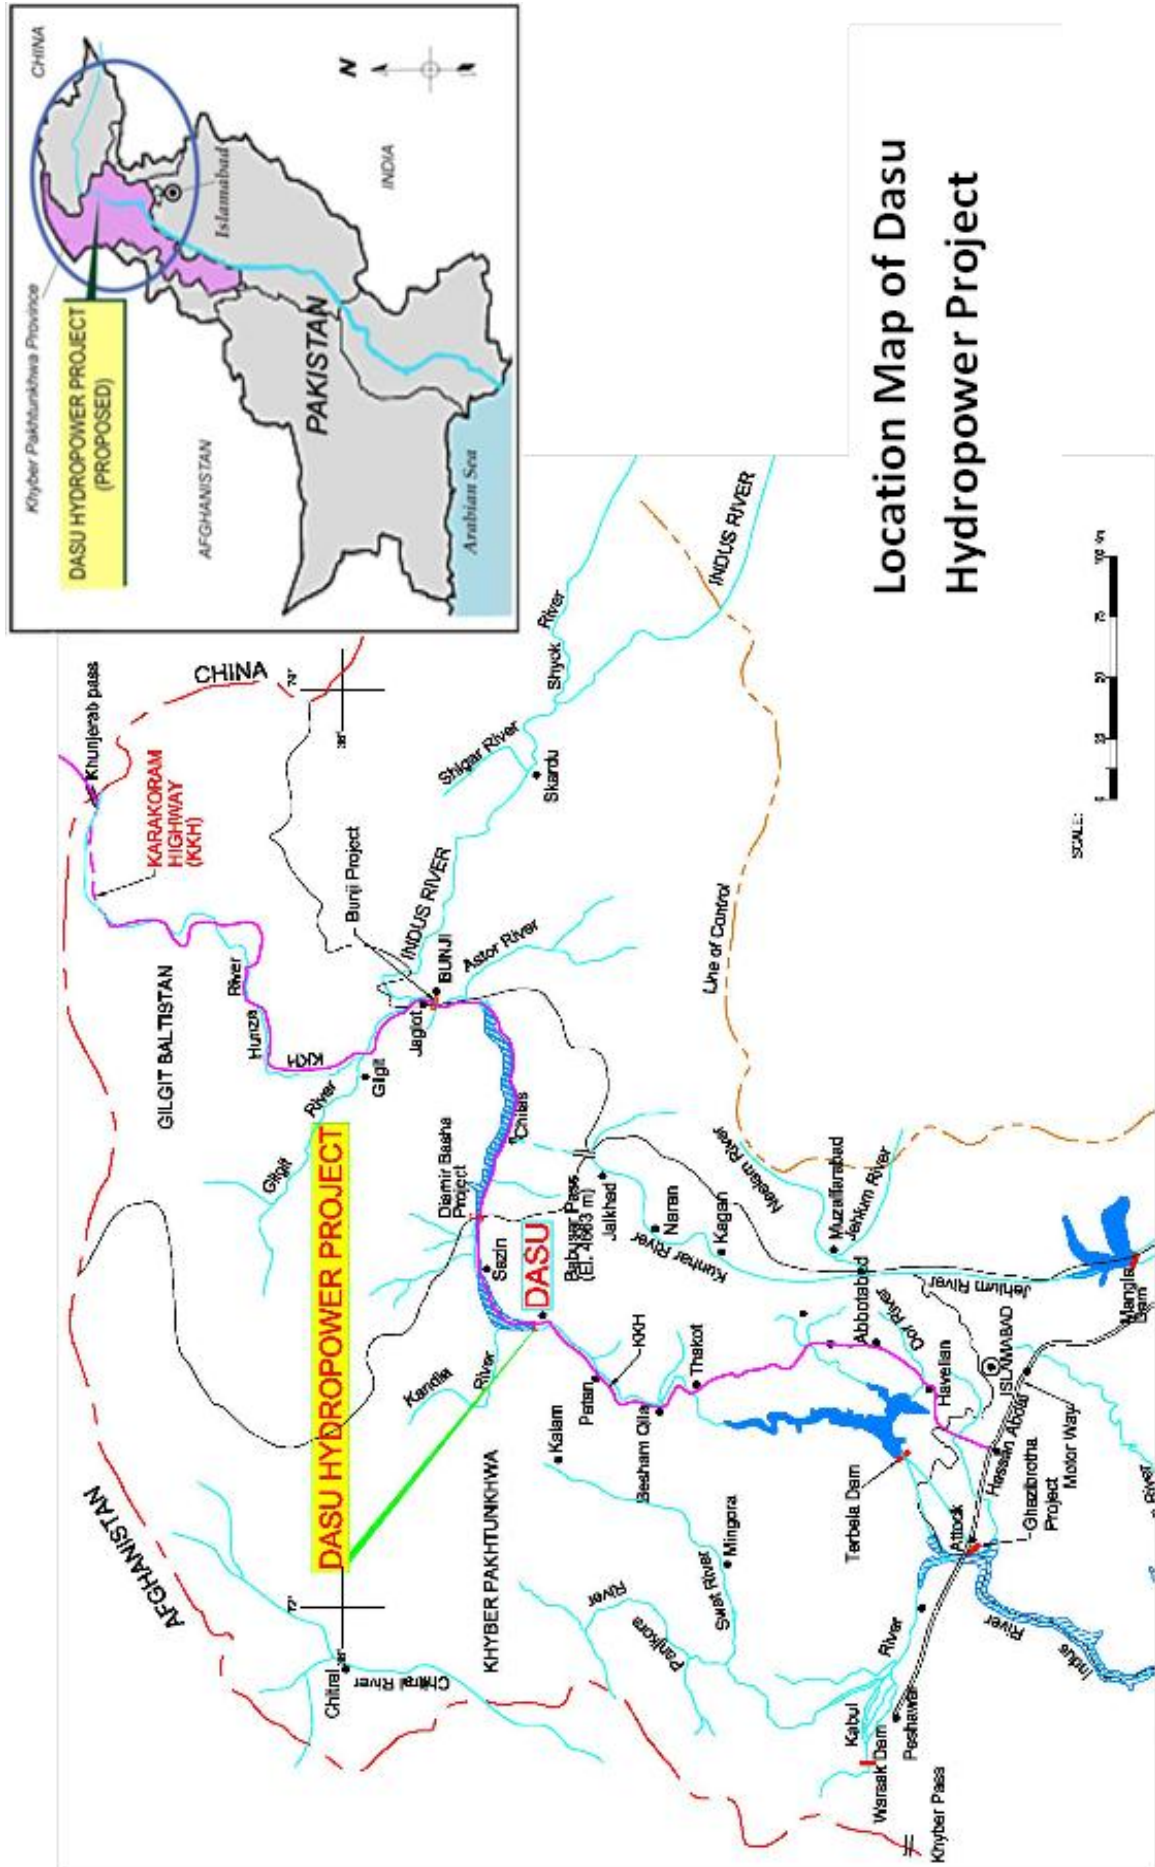 Khyber Pakhtunkhwa Province
DASU HYDROPOWER PROJECT
(PROPOSED)
CHINA
AFGHANISTAN
PAKISTAN
Islamabad
INDIA
Arabian Sea
N
Location Map of Dasu
Hydropower Project
AFGHANISTAN
GILGIT BALTISTAN
CHINA
Khunjerab pass
KARAKORAM
HIGHWAY
(KKH)
Hunza
River
KKH
Gilgit
River
Gilgit
Jaglot
BUNJI
Bunji Project
INDUS RIVER
Astor River
Shigar River
Skardu
Shyok
River
INDUS RIVER
Line of Control
DASU HYDROPOWER PROJECT
Chitral
Chitral River
72°
KHYBER PAKHTUNKHWA
Kandia
River
Diamir Basha
Project
Sazin
DASU
Chilas
Babusar Pass
Jalkhad
Naran
Kagan
Kunhar River
Neelam River
Muzaffarabad
Jehlum River
Jehlum River
Mangla
Dam
Kalam
Patan
KKH
Besham Qila
Thakot
Mingora
Swat River
Panjkora
River
Abbotabad
Dor River
Havelian
ISLAMABAD
Hassan Abdal
Motor Way
Ghazibrotha
Project
Terbela Dam
Attock
Kabul
River
Warsak Dam
Peshawar
Khyber Pass
Indus
River
River
SCALE: